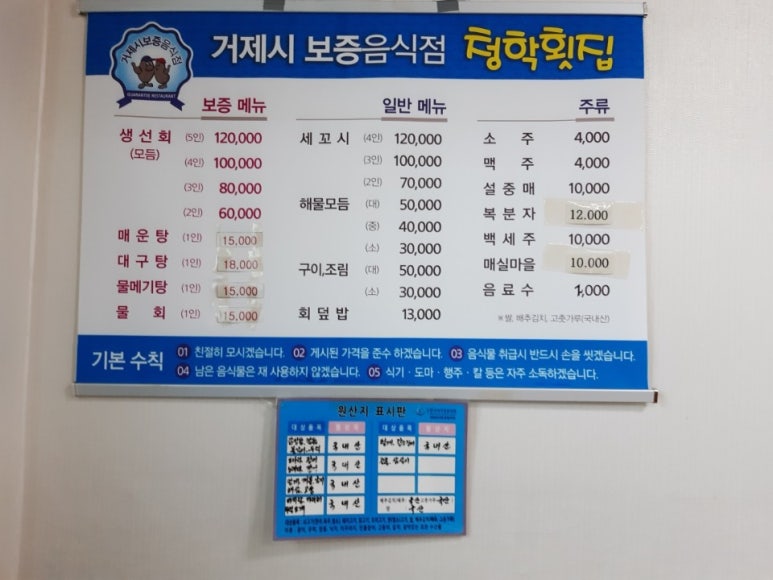 거제시보증음식점
GUARANTEE RESTAURANT
거제시 보증음식점 청학횟집
보증 메뉴
생선회 (5인) 120,000
(모듬) (4인) 100,000
(3인) 80,000
(2인) 60,000
매운탕 (1인) 15,000
대구탕 (1인) 18,000
물메기탕 (1인) 15,000
물 회 (1인) 15,000
일반 메뉴
세꼬시 (4인) 120,000
(3인) 100,000
(2인) 70,000
해물모듬 (대) 50,000
(중) 40,000
(소) 30,000
구이,조림 (대) 50,000
(소) 30,000
회덮밥 13,000
주류
소 주 4,000
맥 주 4,000
설중매 10,000
복분자 12.000
백세주 10,000
매실마을 10.000
음료수 1,000
※쌀, 배추김치, 고춧가루(국내산)
기본 수칙 01 친절히 모시겠습니다. 02 게시된 가격을 준수 하겠습니다. 03 음식물 취급시 반드시 손을 씻겠습니다.
04 남은 음식물은 재 사용하지 않겠습니다. 05 식기 · 도마 · 행주 · 칼 등은 자주 소독하겠습니다.
원산지 표시판
대상품목 원산지 대상품목 원산지
국내산 국내산
국내산
국내산
국내산